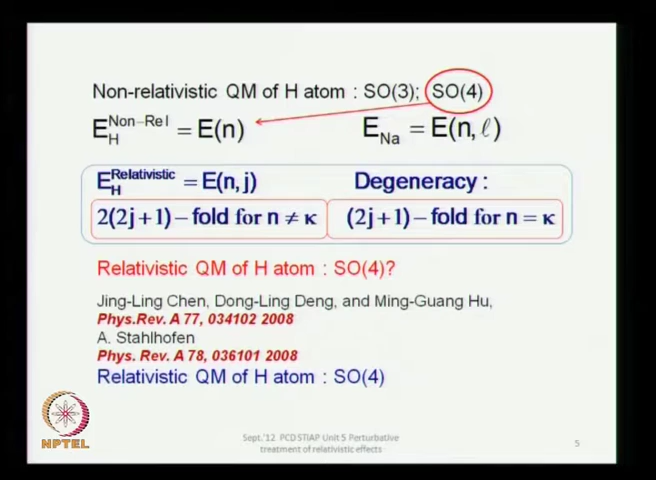 Non-relativistic QM of H atom : SO(3); SO(4)
E_H^Non-Rel = E(n)    E_Na = E(n, ℓ)
E_H^Relativistic = E(n, j)    Degeneracy :
2(2j+1)−fold for n ≠ κ    (2j+1)−fold for n = κ
Relativistic QM of H atom : SO(4)?
Jing-Ling Chen, Dong-Ling Deng, and Ming-Guang Hu,
Phys.Rev. A 77, 034102 2008
A. Stahlhofen
Phys. Rev. A 78, 036101 2008
Relativistic QM of H atom : SO(4)
NPTEL
Sept.'12 PCD STIAP Unit 5 Perturbative
treatment of relativistic effects
5